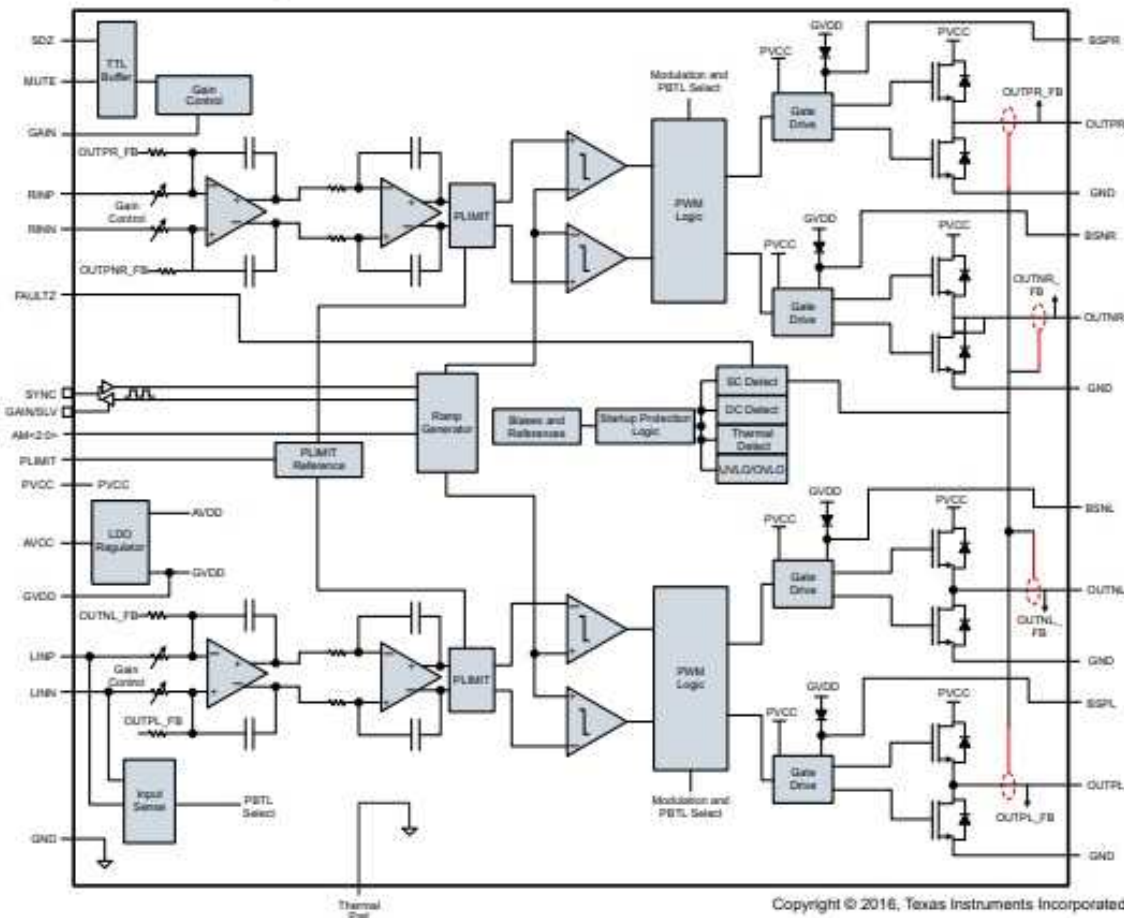 SDZ
MUTE
GAIN
TTL
Buffer
Gain
Control
OUTPR_FB
RINP
Gain
Control
RINN
OUTPNR_FB
FAULTZ
PLIMIT
Modulation and
PBTL Select
PWM
Logic
GVDD
PVCC
Gate
Drive
PVCC
BSPR
OUTPR_FB
OUTPR
GND
GVDD
PVCC
Gate
Drive
PVCC
BSNR
OUTNR_
FB
OUTNR
GND
SYNC
GAIN/SLV
AM<2:0>
PLIMIT
PVCC
PVCC
PLIMIT
Reference
Ramp
Generator
Biases and
References
Startup Protection
Logic
SC Detect
DC Detect
Thermal
Detect
UVLO/OVLO
AVCC
LDO
Regulator
AVDD
GVDD
GVDD
OUTNL_FB
LINP
Gain
Control
LINN
OUTPL_FB
PLIMIT
PWM
Logic
Modulation and
PBTL Select
GVDD
PVCC
Gate
Drive
PVCC
BSNL
OUTNL
OUTNL_
FB
GND
GVDD
PVCC
Gate
Drive
PVCC
BSPL
OUTPL
OUTPL_FB
GND
Input
Sense
PBTL
Select
GND
Thermal
Copyright © 2016, Texas Instruments Incorporated